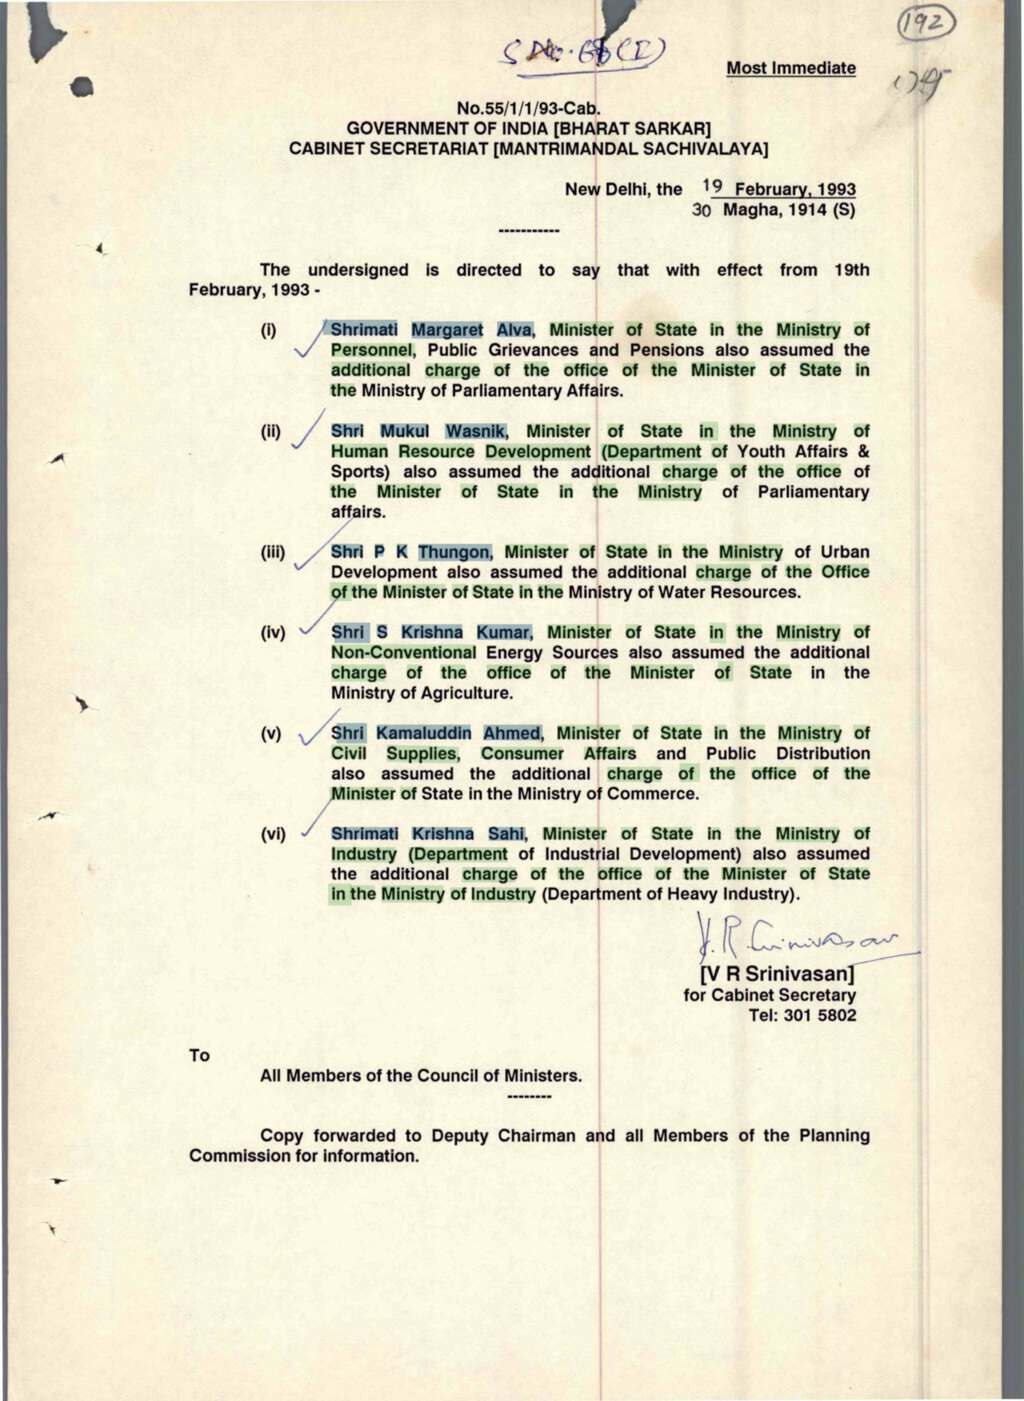 192
S No. 66(I)
Most Immediate
No.55/1/1/93-Cab.
GOVERNMENT OF INDIA [BHARAT SARKAR]
CABINET SECRETARIAT [MANTRIMANDAL SACHIVALAYA]
New Delhi, the 19 February, 1993
30 Magha, 1914 (S)
-----------
The undersigned is directed to say that with effect from 19th
February, 1993 -
(i) Shrimati Margaret Alva, Minister of State in the Ministry of
Personnel, Public Grievances and Pensions also assumed the
additional charge of the office of the Minister of State in
the Ministry of Parliamentary Affairs.
(ii) Shri Mukul Wasnik, Minister of State in the Ministry of
Human Resource Development (Department of Youth Affairs &
Sports) also assumed the additional charge of the office of
the Minister of State in the Ministry of Parliamentary
affairs.
(iii) Shri P K Thungon, Minister of State in the Ministry of Urban
Development also assumed the additional charge of the Office
of the Minister of State in the Ministry of Water Resources.
(iv) Shri S Krishna Kumar, Minister of State in the Ministry of
Non-Conventional Energy Sources also assumed the additional
charge of the office of the Minister of State in the
Ministry of Agriculture.
(v) Shri Kamaluddin Ahmed, Minister of State in the Ministry of
Civil Supplies, Consumer Affairs and Public Distribution
also assumed the additional charge of the office of the
Minister of State in the Ministry of Commerce.
(vi) Shrimati Krishna Sahi, Minister of State in the Ministry of
Industry (Department of Industrial Development) also assumed
the additional charge of the office of the Minister of State
in the Ministry of Industry (Department of Heavy Industry).
V.R. Srinivasan
[V R Srinivasan]
for Cabinet Secretary
Tel: 301 5802
To
All Members of the Council of Ministers.
--------
Copy forwarded to Deputy Chairman and all Members of the Planning
Commission for information.